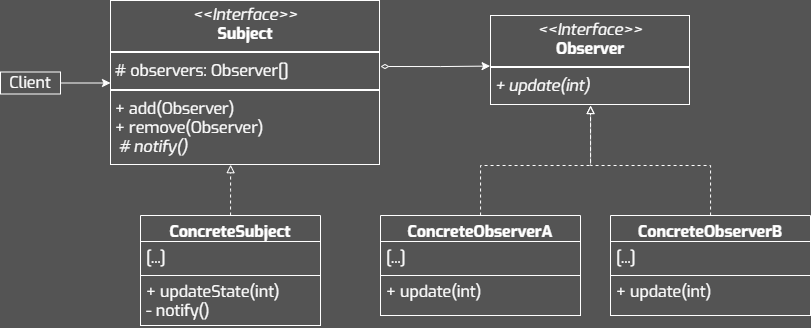 <<Interface>>
Subject
# observers: Observer[]
+ add(Observer)
+ remove(Observer)
# notify()
Client
<<Interface>>
Observer
+ update(int)
ConcreteSubject
[...]
+ updateState(int)
- notify()
ConcreteObserverA
[...]
+ update(int)
ConcreteObserverB
[...]
+ update(int)